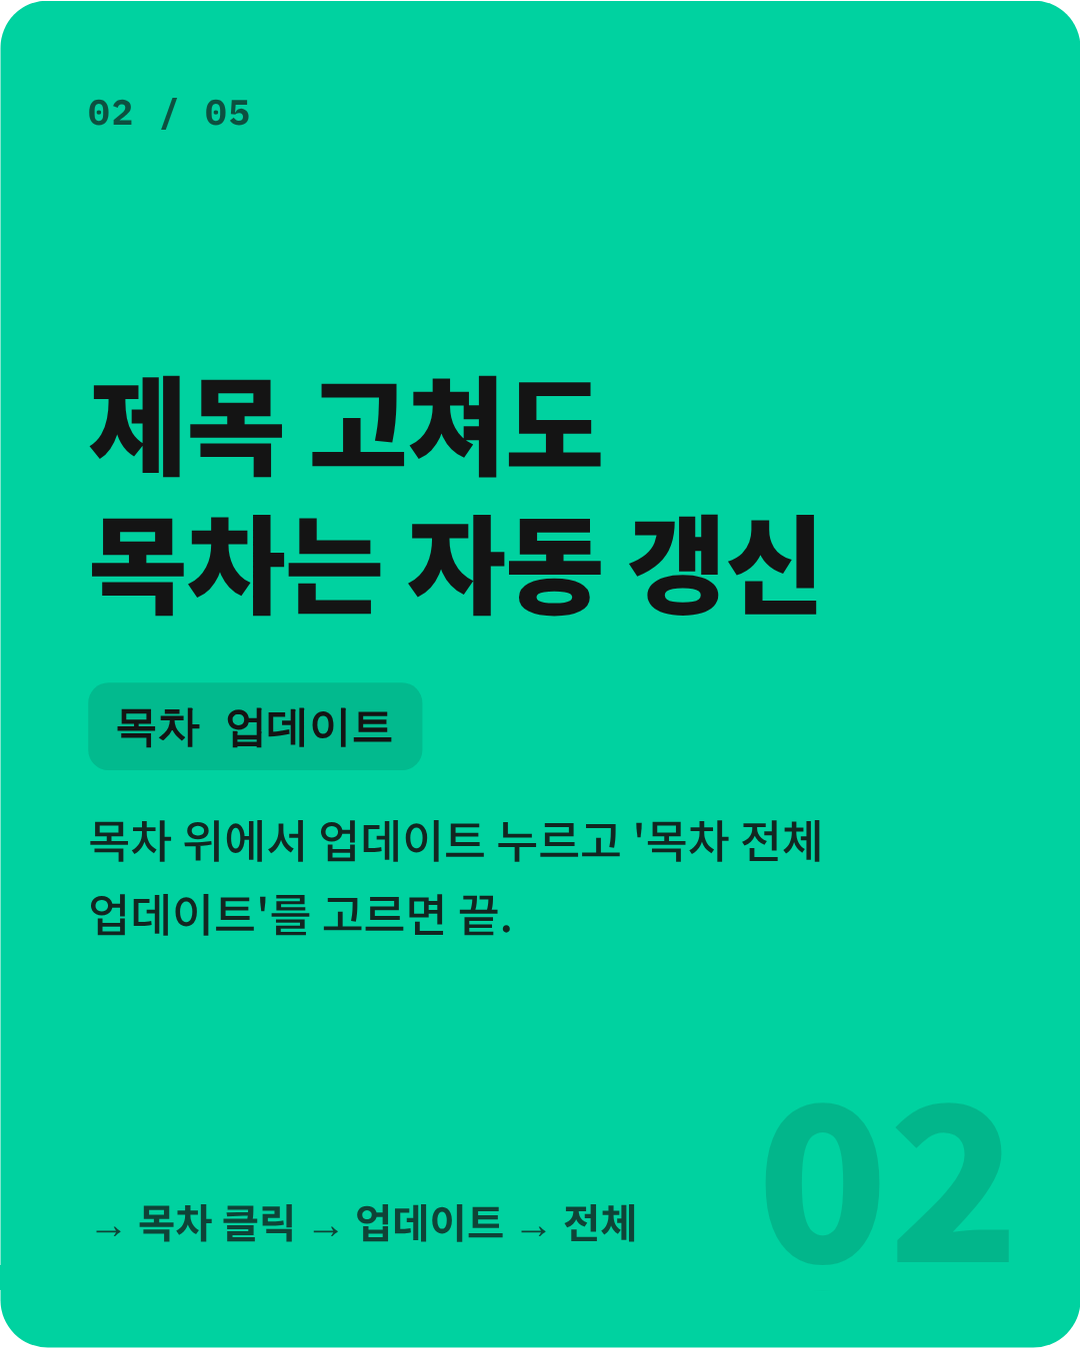 02 / 05
제목 고쳐도
목차는 자동 갱신
목차 업데이트
목차 위에서 업데이트 누르고 '목차 전체
업데이트'를 고르면 끝.
→ 목차 클릭 → 업데이트 → 전체
02